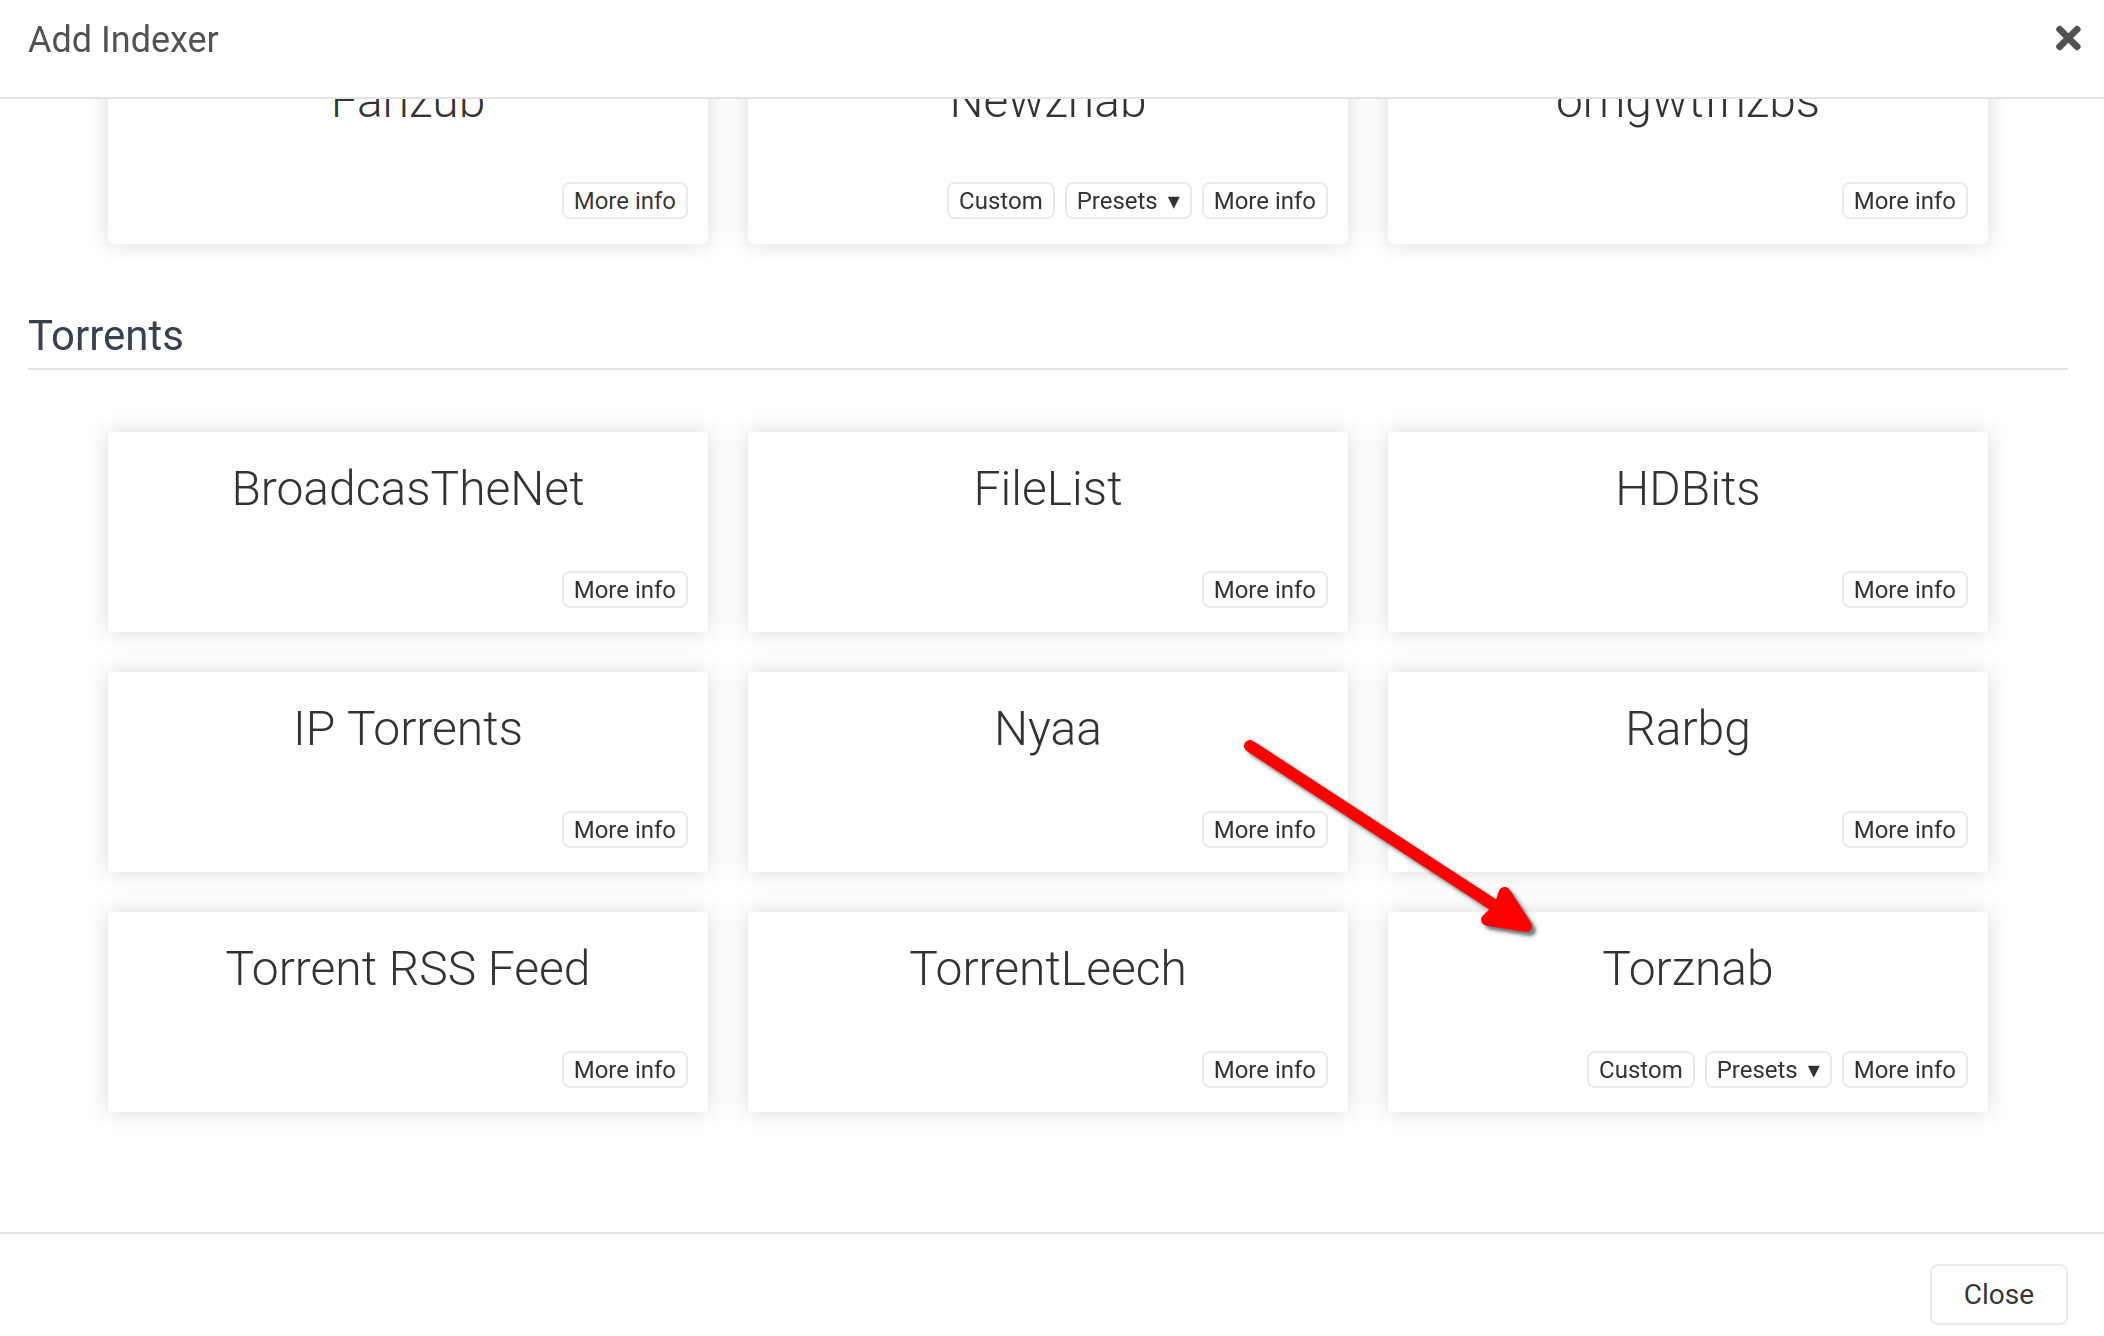 Add Indexer
Fanzub
Newznab
omgwtfnzbs
More info
Custom
Presets ▼
More info
More info
Torrents
BroadcasTheNet
FileList
HDBits
More info
More info
More info
IP Torrents
Nyaa
Rarbg
More info
More info
More info
Torrent RSS Feed
TorrentLeech
Torznab
More info
More info
Custom
Presets ▼
More info
Close